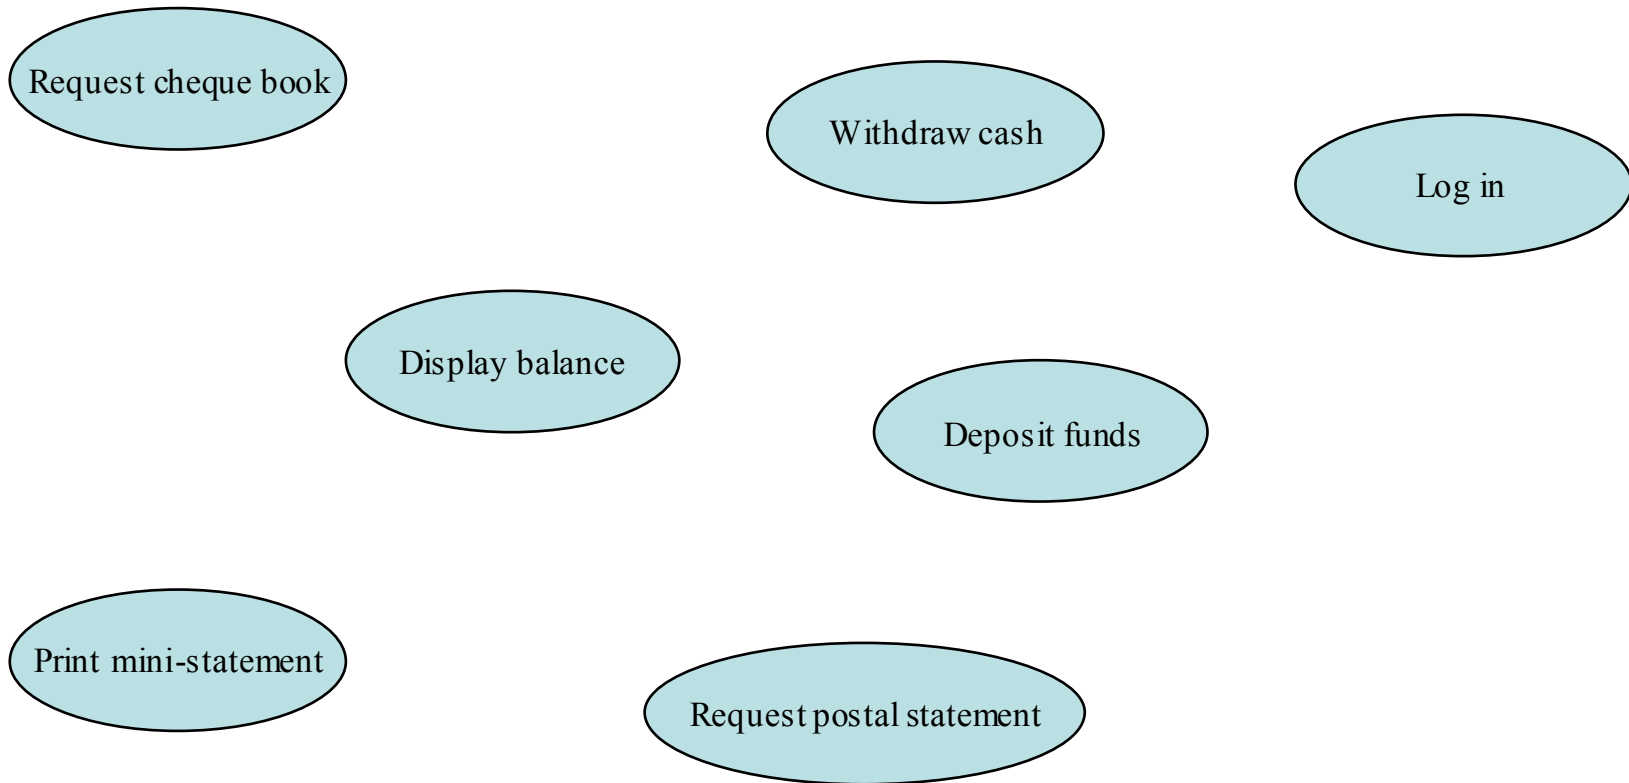 Request cheque book
Withdraw cash
Log in
Display balance
Deposit funds
Print mini-statement
Request postal statement